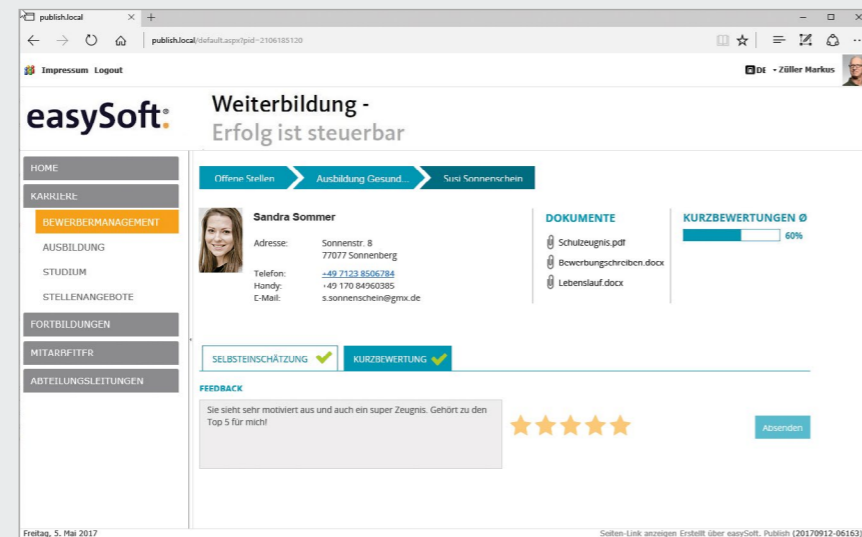 publish.local
publish.local/default.aspx?pid=2106185120
Impressum Logout
DE - Züller Markus
easySoft:
Weiterbildung -
Erfolg ist steuerbar
HOME
KARRIERE
BEWERBERMANAGEMENT
AUSBILDUNG
STUDIUM
STELLENANGEBOTE
FORTBILDUNGEN
MITARBEITER
ABTEILUNGSLEITUNGEN
Offene Stellen
Ausbildung Gesund...
Susi Sonnenschein
Sandra Sommer
Adresse: Sonnenstr. 8
77077 Sonnenberg
Telefon: +49 7123 8506784
Handy: +49 170 84960385
E-Mail: s.sonnenschein@gmx.de
DOKUMENTE
Schulzeugnis.pdf
Bewerbungschreiben.docx
Lebenslauf.docx
KURZBEWERTUNGEN Ø
60%
SELBSTEINSCHÄTZUNG
KURZBEWERTUNG
FEEDBACK
Sie sieht sehr motiviert aus und auch ein super Zeugnis. Gehört zu den
Top 5 für mich!
Absenden
Freitag, 5. Mai 2017
Seiten-Link anzeigen Erstellt über easySoft. Publish (20170912-06163)